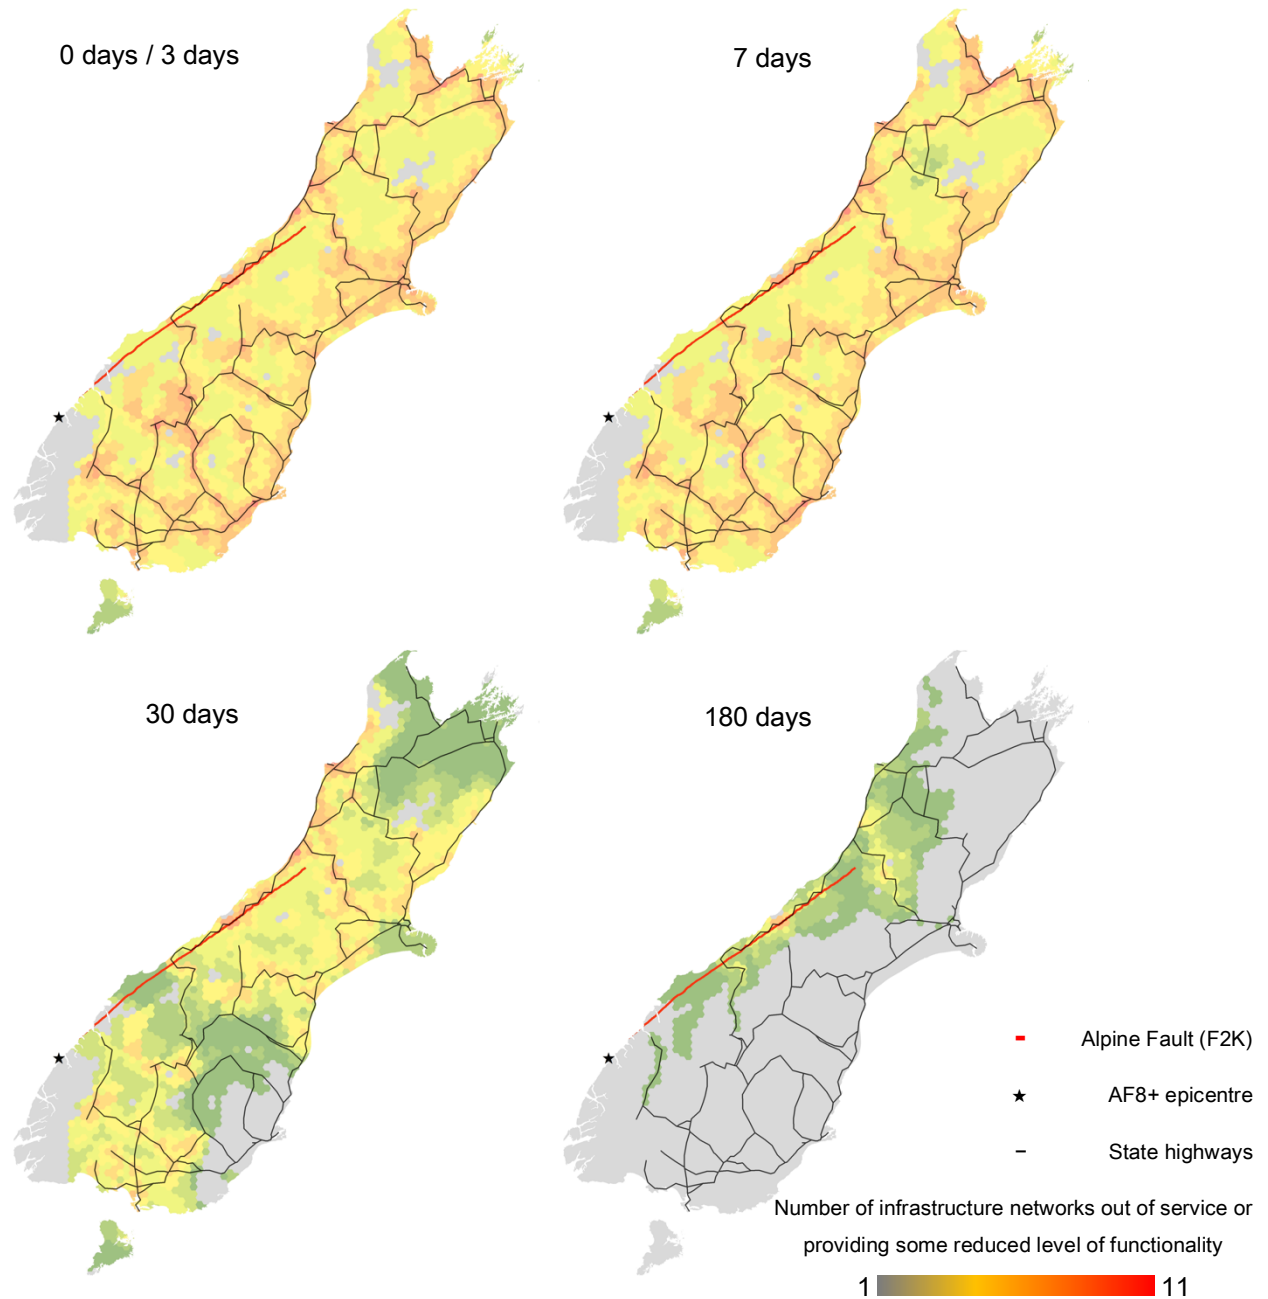 0 days / 3 days
7 days
30 days
180 days
Alpine Fault (F2K)
AF8+ epicentre
State highways
Number of infrastructure networks out of service or
providing some reduced level of functionality
1 11